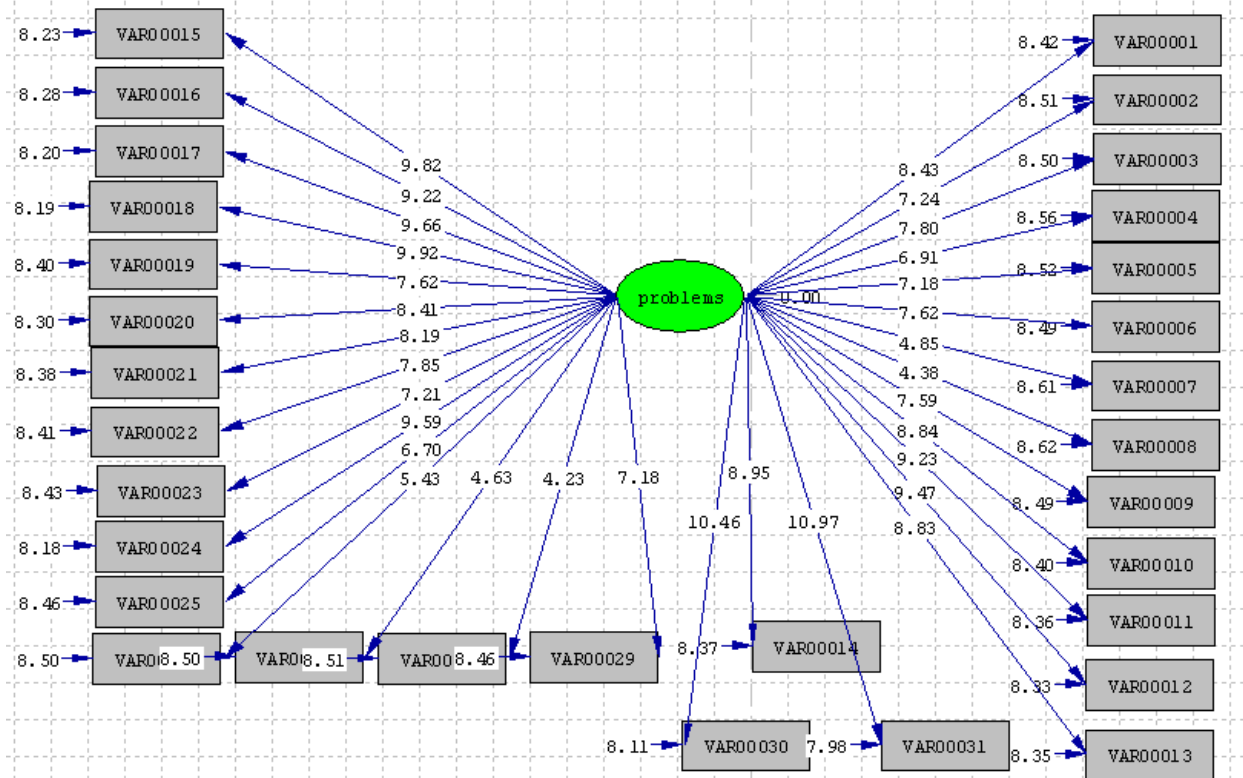 8.23 VAR00015
8.42 VAR00001
8.28 VAR00016
8.51 VAR00002
8.20 VAR00017
8.50 VAR00003
8.19 VAR00018
8.56 VAR00004
8.40 VAR00019
8.52 VAR00005
8.30 VAR00020
8.49 VAR00006
8.38 VAR00021
8.61 VAR00007
8.41 VAR00022
8.62 VAR00008
8.43 VAR00023
8.49 VAR00009
8.18 VAR00024
8.40 VAR00010
8.46 VAR00025
8.36 VAR00011
9.82
9.22
9.66
9.92
7.62
8.41
8.19
7.85
7.21
9.59
6.70
5.43
4.63
4.23
7.18
problems
0.00
8.43
7.24
7.80
6.91
7.18
7.62
4.85
4.38
7.59
8.84
9.23
9.47
8.83
8.95
10.46
10.97
8.50 8.50 8.51 8.46 VAR00029
8.37 VAR00014
8.33 VAR00012
8.11 VAR00030
7.98 VAR00031
8.35 VAR00013